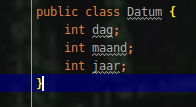 public class Datum {
    int dag;
    int maand;
    int jaar;
}